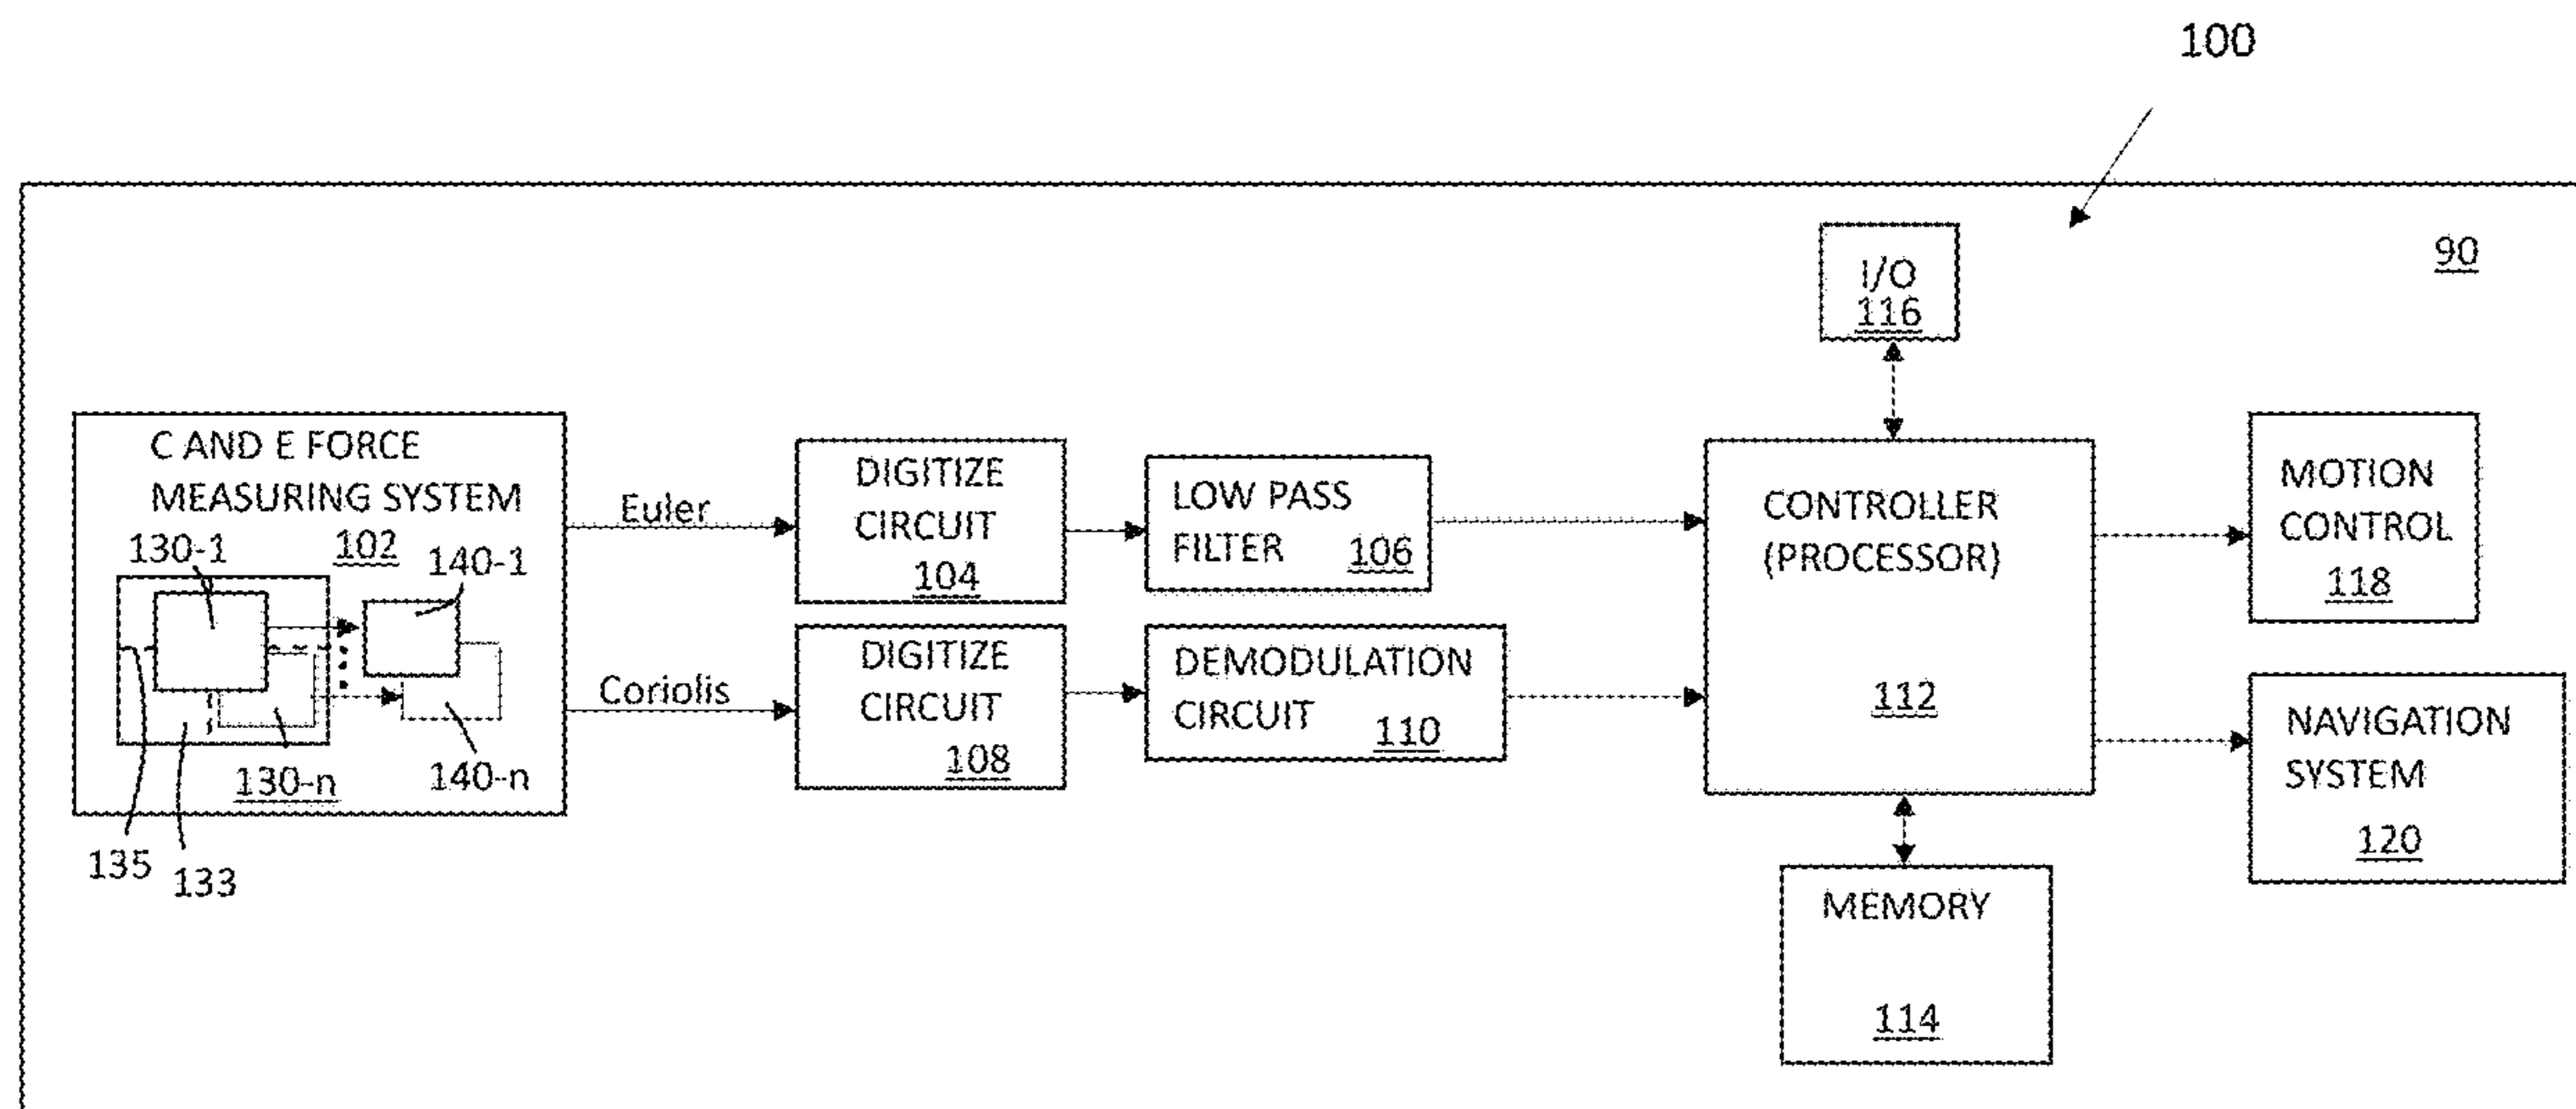 100
90
I/O
116
C AND E FORCE
MEASURING SYSTEM
102
130-1
140-1
130-n
140-n
135
133
Euler
Coriolis
DIGITIZE
CIRCUIT
104
LOW PASS
FILTER
106
DIGITIZE
CIRCUIT
108
DEMODULATION
CIRCUIT
110
CONTROLLER
(PROCESSOR)
112
MEMORY
114
MOTION
CONTROL
118
NAVIGATION
SYSTEM
120